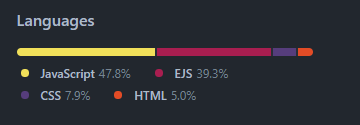 Languages
JavaScript 47.8% EJS 39.3%
CSS 7.9% HTML 5.0%